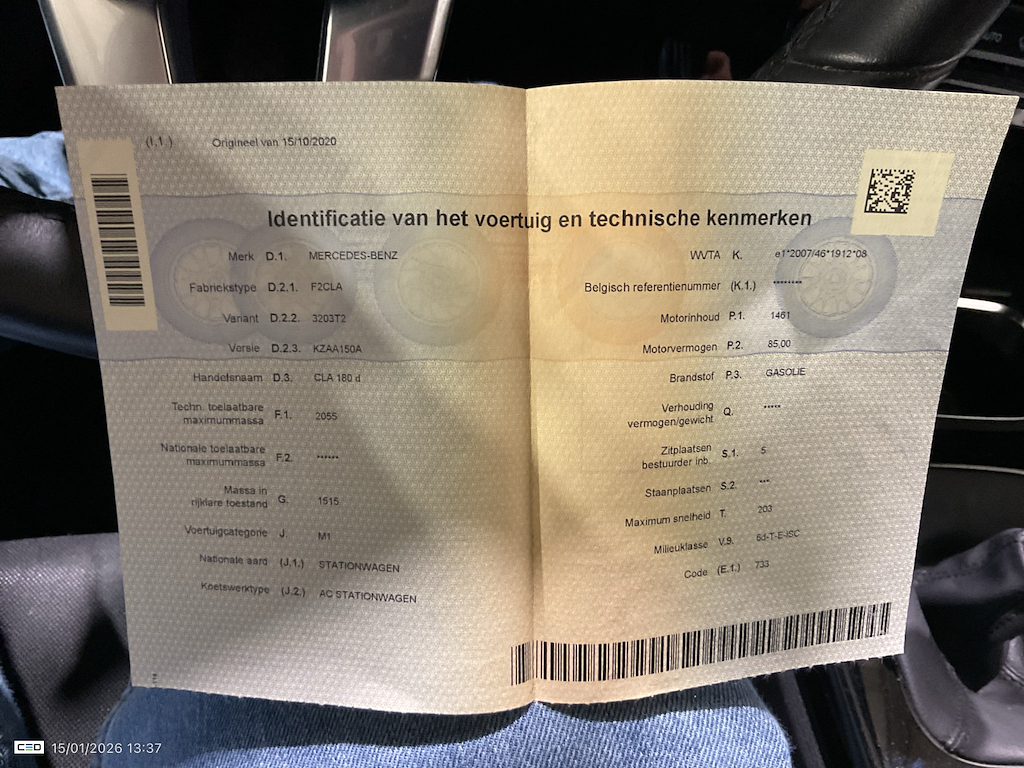 (I.1.) Origineel van 15/10/2020
Identificatie van het voertuig en technische kenmerken
Merk D.1. MERCEDES-BENZ
Fabriekstype D.2.1. F2CLA
Variant D.2.2. 3203T2
Versie D.2.3. KZAA150A
Handelsnaam D.3. CLA 180 d
Techn. toelaatbare
maximummassa F.1. 2055
Nationale toelaatbare
maximummassa F.2. ******
Massa in
rijklare toestand G. 1515
Voertuigcategorie J. M1
Nationale aard (J.1.) STATIONWAGEN
Koetswerktype (J.2.) AC STATIONWAGEN
WVTA K. e1*2007/46*1912*08
Belgisch referentienummer (K.1.) ********
Motorinhoud P.1. 1461
Motorvermogen P.2. 85,00
Brandstof P.3. GASOLIE
Verhouding
vermogen/gewicht Q. *****
Zitplaatsen
bestuurder inb. S.1. 5
Staanplaatsen S.2. ***
Maximum snelheid T. 203
Milieuklasse V.9. 6d-T-E-ISC
Code (E.1.) 733
CEO 15/01/2026 13:37